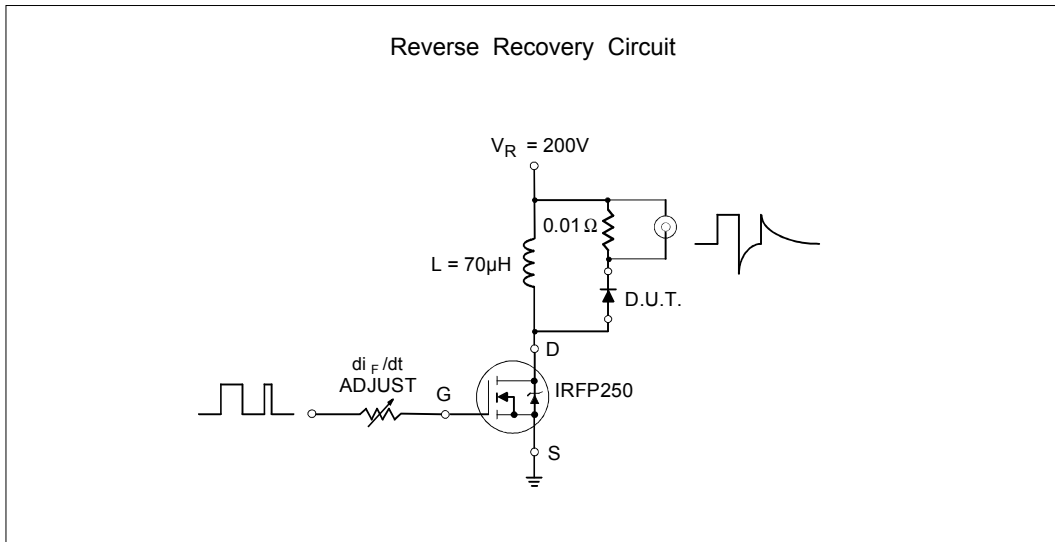 Reverse Recovery Circuit
V_R = 200V
0.01 Ω
L = 70µH
D.U.T.
di_F/dt
ADJUST
G
D
IRFP250
S